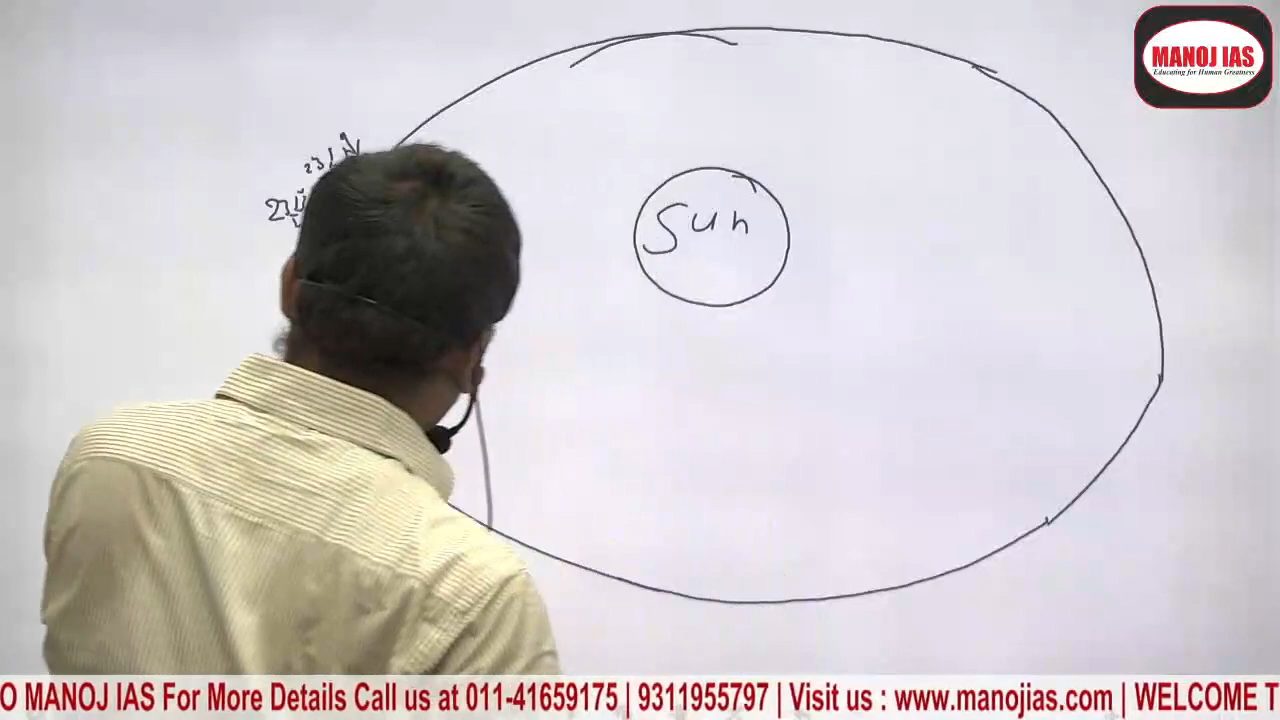 MANOJ IAS
Educating for Human Greatness
Sun
O MANOJ IAS For More Details Call us at 011-41659175 | 9311955797 | Visit us : www.manojias.com | WELCOME T